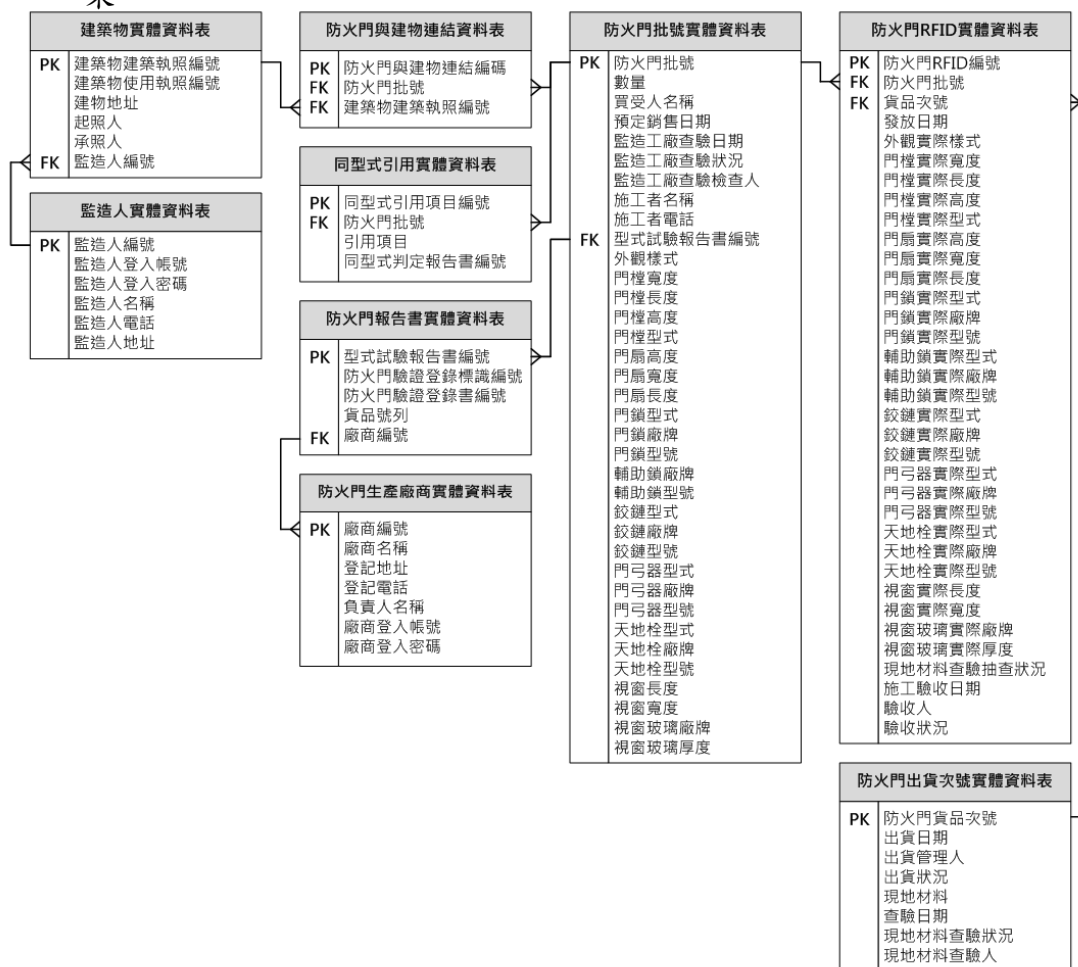 建築物實體資料表
PK 建築物建築執照編號
建築物使用執照編號
建物地址
起照人
承照人
FK 監造人編號
監造人實體資料表
PK 監造人編號
監造人登入帳號
監造人登入密碼
監造人名稱
監造人電話
監造人地址
防火門與建物連結資料表
PK 防火門與建物連結編碼
FK 防火門批號
FK 建築物建築執照編號
同型式引用實體資料表
PK 同型式引用項目編號
FK 防火門批號
引用項目
同型式判定報告書編號
防火門報告書實體資料表
PK 型式試驗報告書編號
防火門驗證登錄標識編號
防火門驗證登錄書編號
貨品號列
FK 廠商編號
防火門生產廠商實體資料表
PK 廠商編號
廠商名稱
登記地址
登記電話
負責人名稱
廠商登入帳號
廠商登入密碼
防火門批號實體資料表
PK 防火門批號
數量
買受人名稱
預定銷售日期
監造工廠查驗日期
監造工廠查驗狀況
監造工廠查驗檢查人
施工者名稱
施工者電話
FK 型式試驗報告書編號
外觀樣式
門樘寬度
門樘長度
門樘高度
門樘型式
門扇高度
門扇寬度
門扇長度
門鎖型式
門鎖廠牌
門鎖型號
輔助鎖廠牌
輔助鎖型號
鉸鏈型式
鉸鏈廠牌
鉸鏈型號
門弓器型式
門弓器廠牌
門弓器型號
天地栓型式
天地栓廠牌
天地栓型號
視窗長度
視窗寬度
視窗玻璃廠牌
視窗玻璃厚度
防火門RFID實體資料表
PK 防火門RFID編號
FK 防火門批號
FK 貨品次號
發放日期
外觀實際樣式
門樘實際寬度
門樘實際長度
門樘實際高度
門樘實際型式
門扇實際高度
門扇實際寬度
門扇實際長度
門鎖實際型式
門鎖實際廠牌
門鎖實際型號
輔助鎖實際型式
輔助鎖實際廠牌
輔助鎖實際型號
鉸鏈實際型式
鉸鏈實際廠牌
鉸鏈實際型號
門弓器實際型式
門弓器實際廠牌
門弓器實際型號
天地栓實際型式
天地栓實際廠牌
天地栓實際型號
視窗實際長度
視窗實際寬度
視窗玻璃實際廠牌
視窗玻璃實際厚度
現地材料查驗抽查狀況
施工驗收日期
驗收人
驗收狀況
防火門出貨次號實體資料表
PK 防火門貨品次號
出貨日期
出貨管理人
出貨狀況
現地材料
查驗日期
現地材料查驗狀況
現地材料查驗人